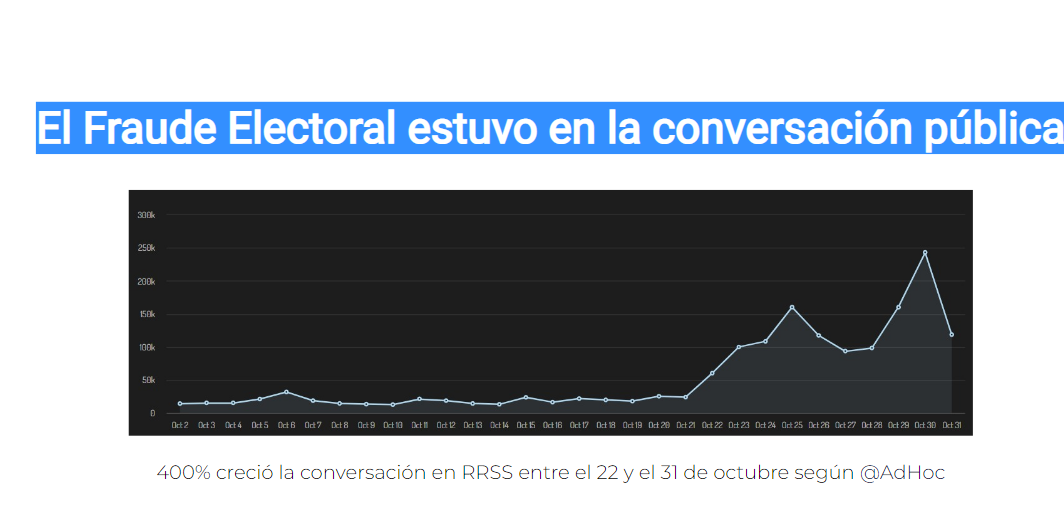 El Fraude Electoral estuvo en la conversación pública
300k
250k
200k
150k
100k
50k
0
Oct 2 Oct 3 Oct 4 Oct 5 Oct 6 Oct 7 Oct 8 Oct 9 Oct 10 Oct 11 Oct 12 Oct 13 Oct 14 Oct 15 Oct 16 Oct 17 Oct 18 Oct 19 Oct 20 Oct 21 Oct 22 Oct 23 Oct 24 Oct 25 Oct 26 Oct 27 Oct 28 Oct 29 Oct 30 Oct 31
400% creció la conversación en RRSS entre el 22 y el 31 de octubre según @AdHoc